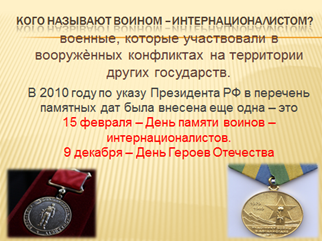 КОГО НАЗЫВАЮТ ВОИНОМ –ИНТЕРНАЦИОНАЛИСТОМ?
военные, которые участвовали в
вооружѐнных конфликтах на территории
других государств.
В 2010 году по указу Президента РФ в перечень
памятных дат была внесена еще одна – это
15 февраля – День памяти воинов –
интернационалистов.
9 декабря – День Героев Отечества